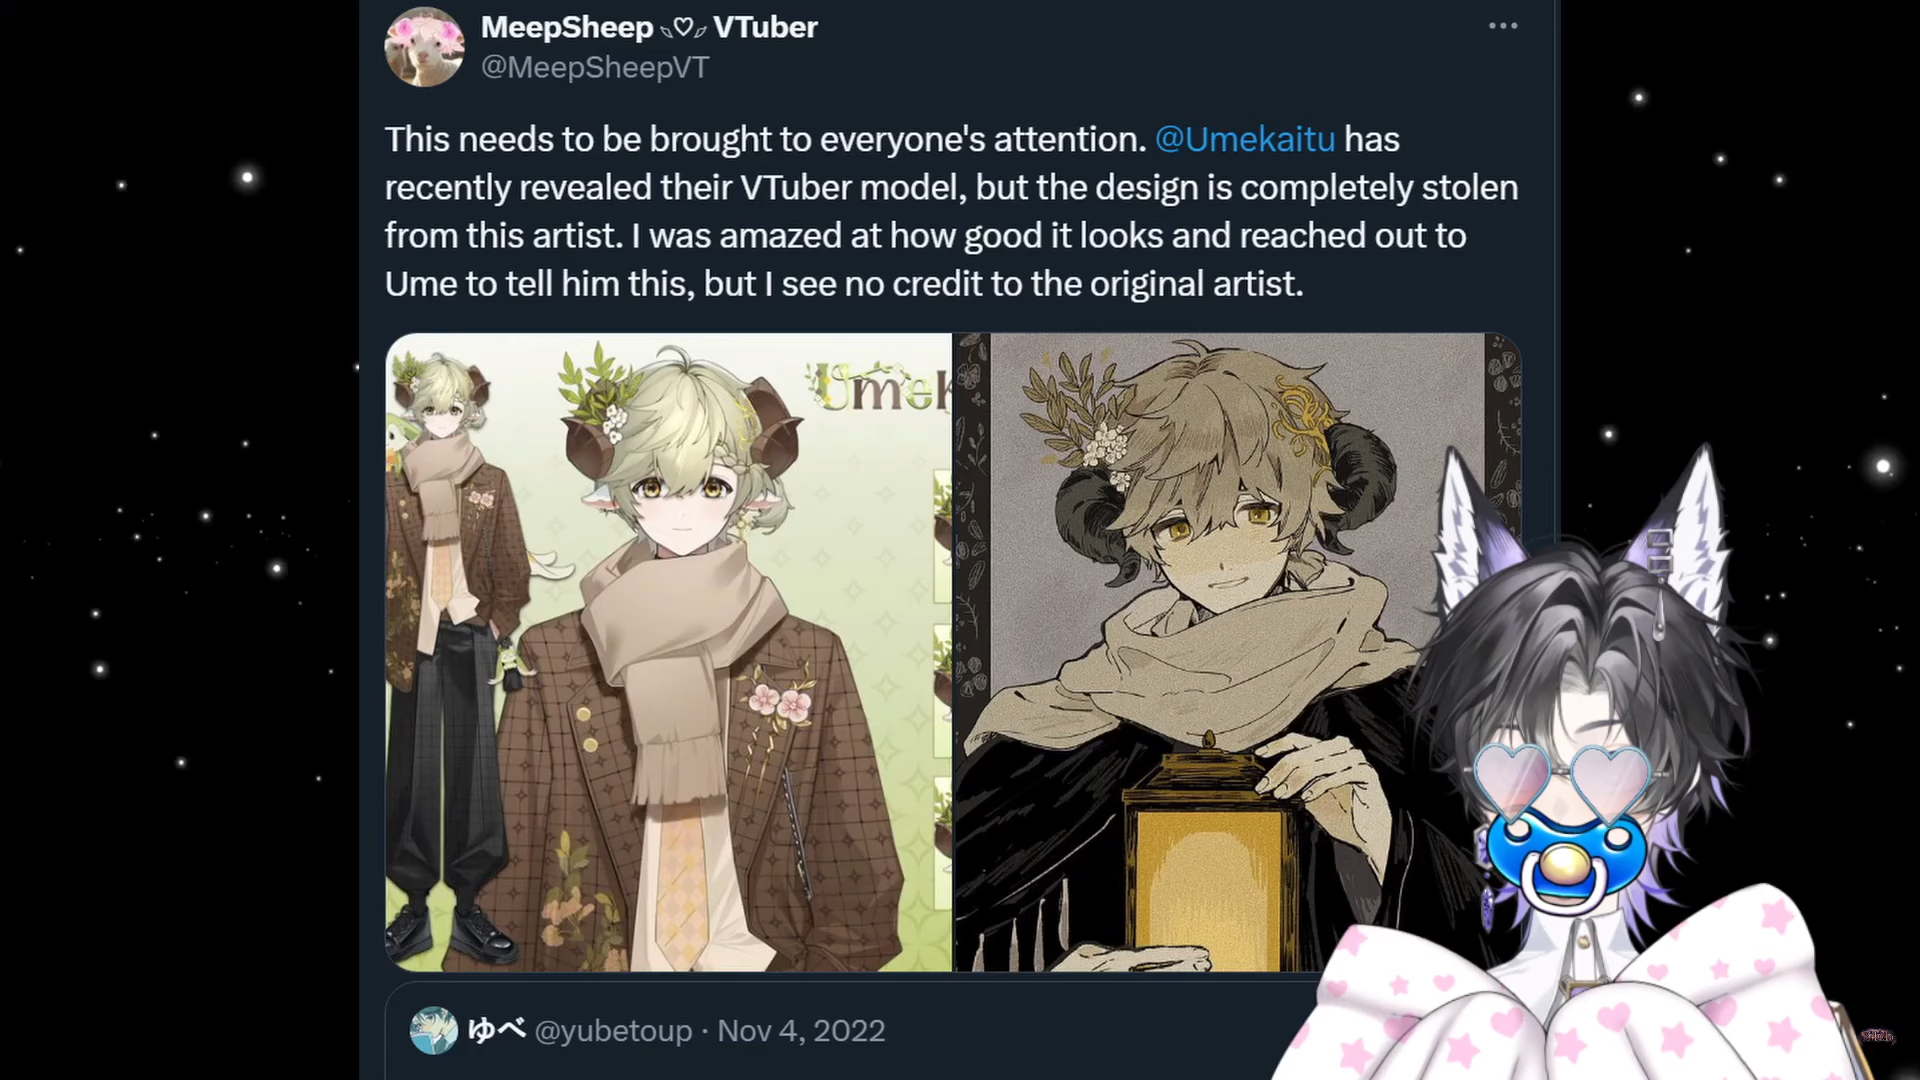 MeepSheep VTuber
@MeepSheepVT
This needs to be brought to everyone's attention. @Umekaitu has
recently revealed their VTuber model, but the design is completely stolen
from this artist. I was amazed at how good it looks and reached out to
Ume to tell him this, but I see no credit to the original artist.
Umek
ゆべ @yubetoup · Nov 4, 2022